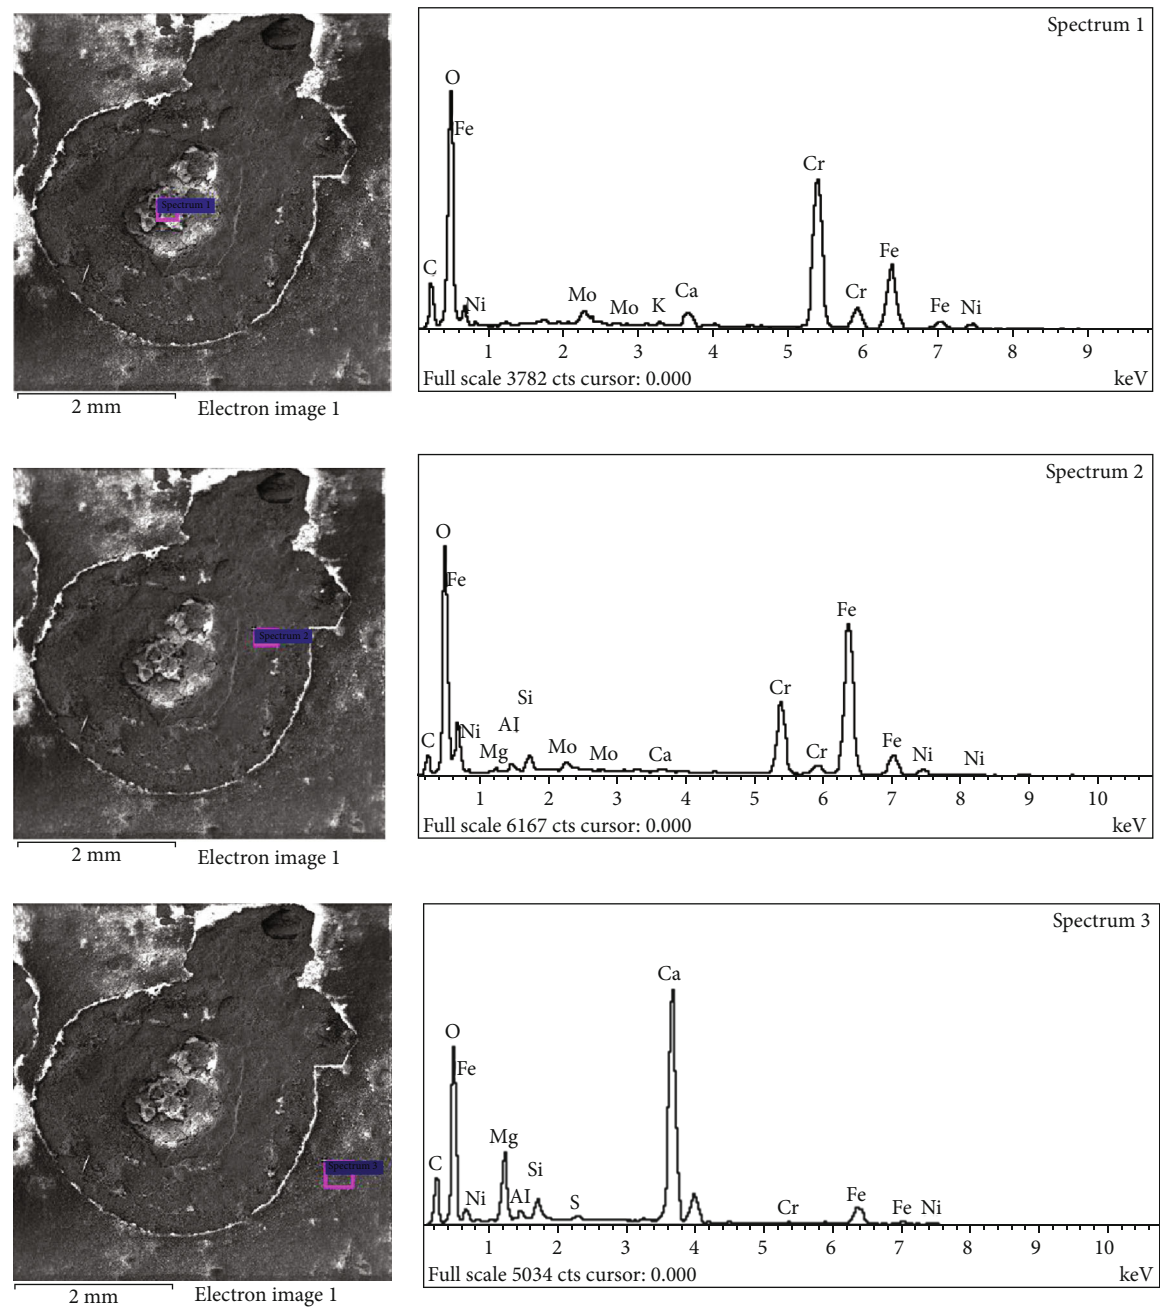 Spectrum 1
O
Fe
Cr
C
Ni
Mo
Mo
K
Ca
Cr
Fe
Fe
Ni
Spectrum 1
1 2 3 4 5 6 7 8 9
Full scale 3782 cts cursor: 0.000 keV
2 mm Electron image 1
Spectrum 2
O
Fe
Fe
Cr
Si
C
Ni
Mg
AI
Mo
Mo
Ca
Cr
Fe
Ni
Ni
Spectrum 2
1 2 3 4 5 6 7 8 9 10
Full scale 6167 cts cursor: 0.000 keV
2 mm Electron image 1
Spectrum 3
Ca
O
Fe
Mg
C
Si
Ni
AI
S
Cr
Fe
Fe
Ni
Spectrum 3
1 2 3 4 5 6 7 8 9 10
Full scale 5034 cts cursor: 0.000 keV
2 mm Electron image 1